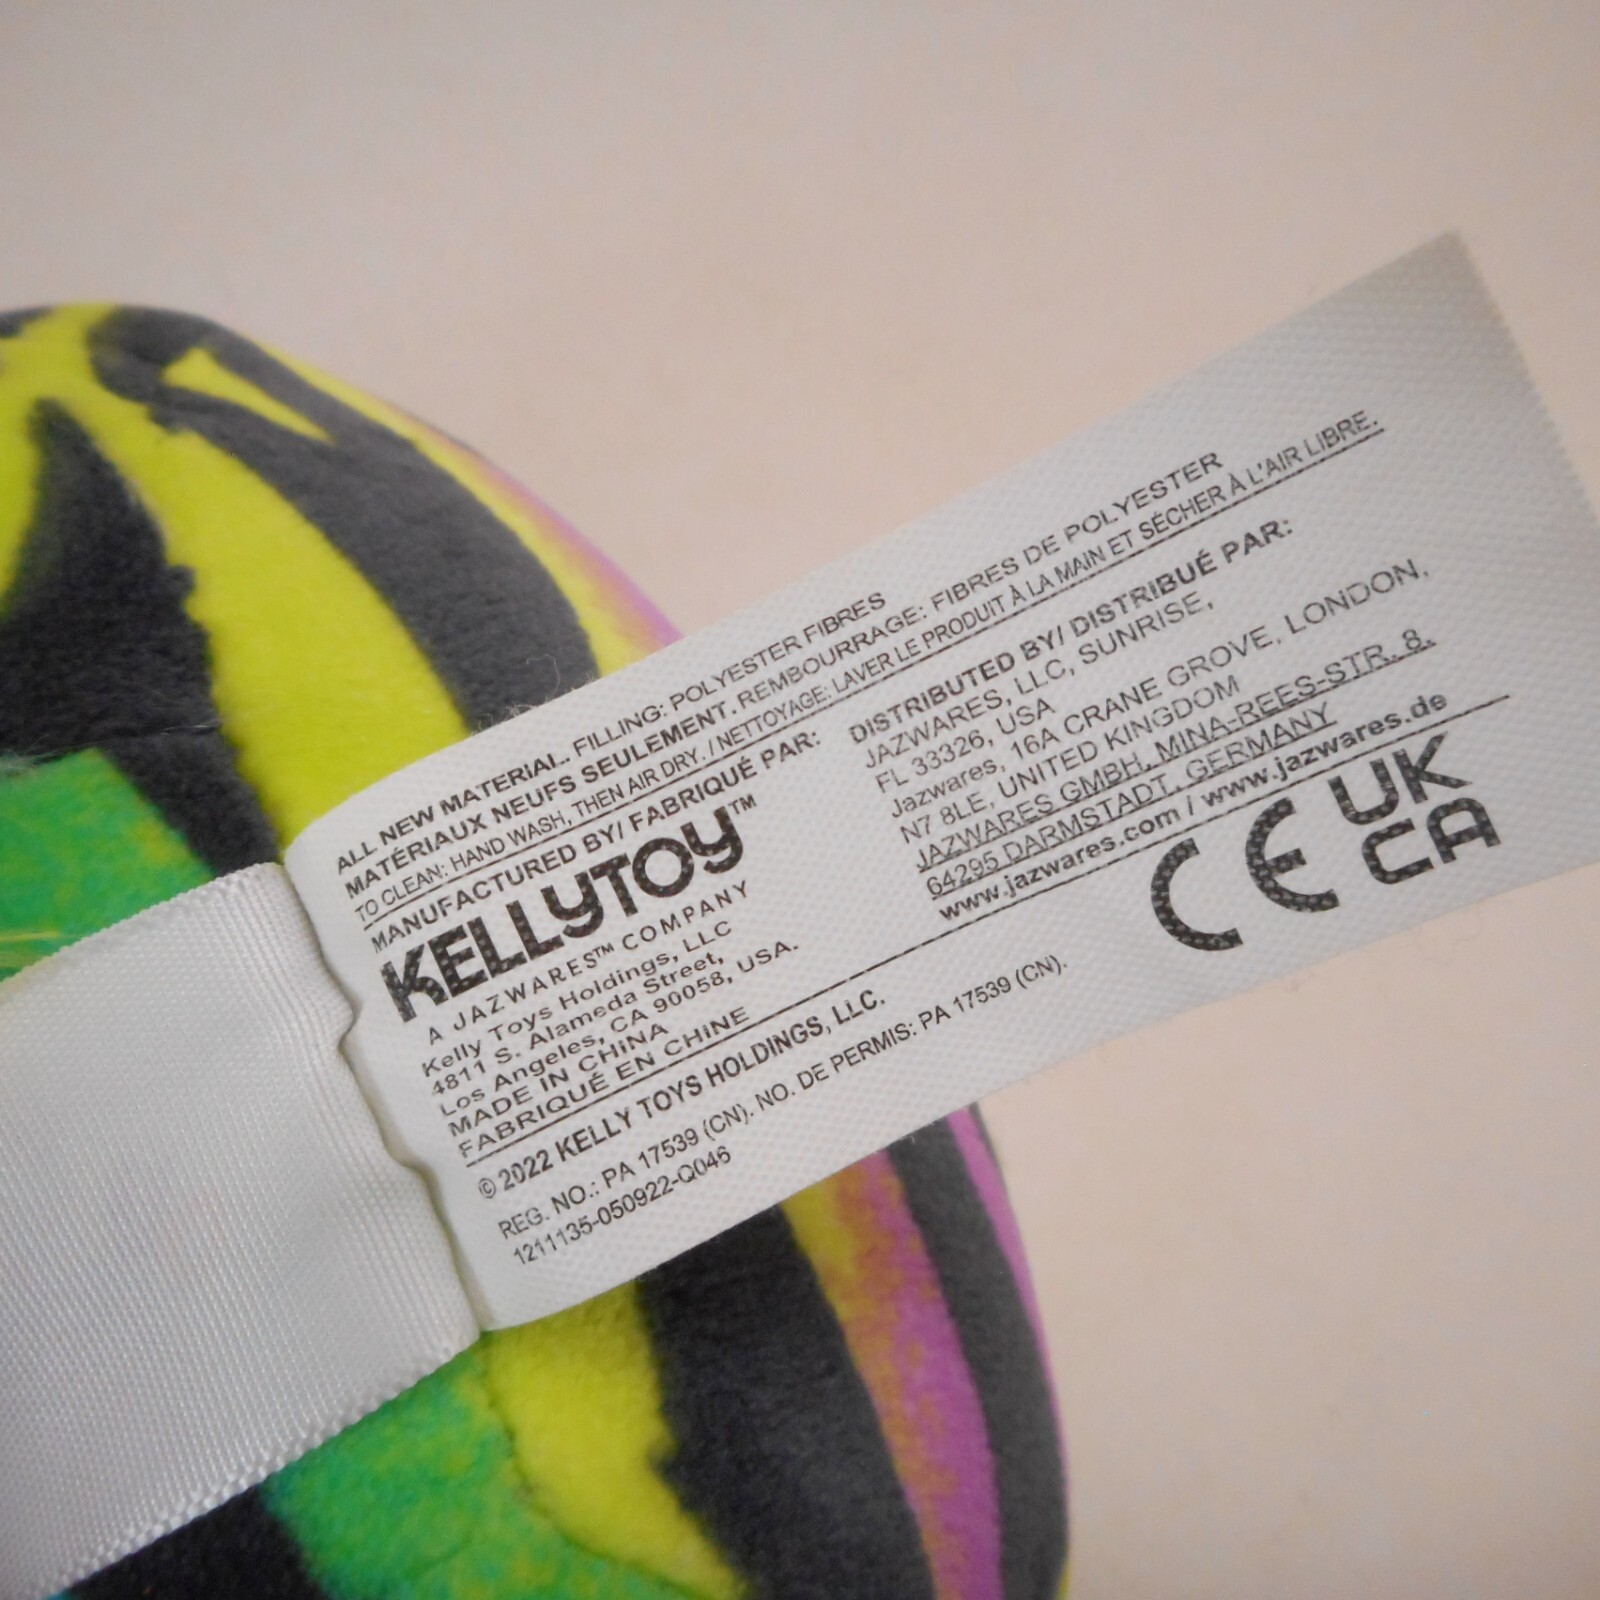 ALL NEW MATERIAL. FILLING: POLYESTER FIBRES
MATÉRIAUX NEUFS SEULEMENT. REMBOURRAGE: FIBRES DE POLYESTER
TO CLEAN: HAND WASH, THEN AIR DRY. / NETTOYAGE: LAVER LE PRODUIT À LA MAIN ET SÉCHER À L'AIR LIBRE.
MANUFACTURED BY/ FABRIQUÉ PAR:
KELLYTOY™
A JAZWARES™ COMPANY
Kelly Toys Holdings, LLC
4811 S. Alameda Street,
Los Angeles, CA 90058, USA.
MADE IN CHINA
FABRIQUÉ EN CHINE
DISTRIBUTED BY/ DISTRIBUÉ PAR:
JAZWARES, LLC, SUNRISE,
FL 33326, USA
Jazwares, 16A CRANE GROVE, LONDON,
N7 8LE, UNITED KINGDOM
JAZWARES GMBH, MINA-REES-STR. 8.
64295 DARMSTADT, GERMANY
www.jazwares.com / www.jazwares.de
CE UK
CA
© 2022 KELLY TOYS HOLDINGS, LLC.
REG. NO.: PA 17539 (CN). NO. DE PERMIS: PA 17539 (CN).
1211135-050922-Q046